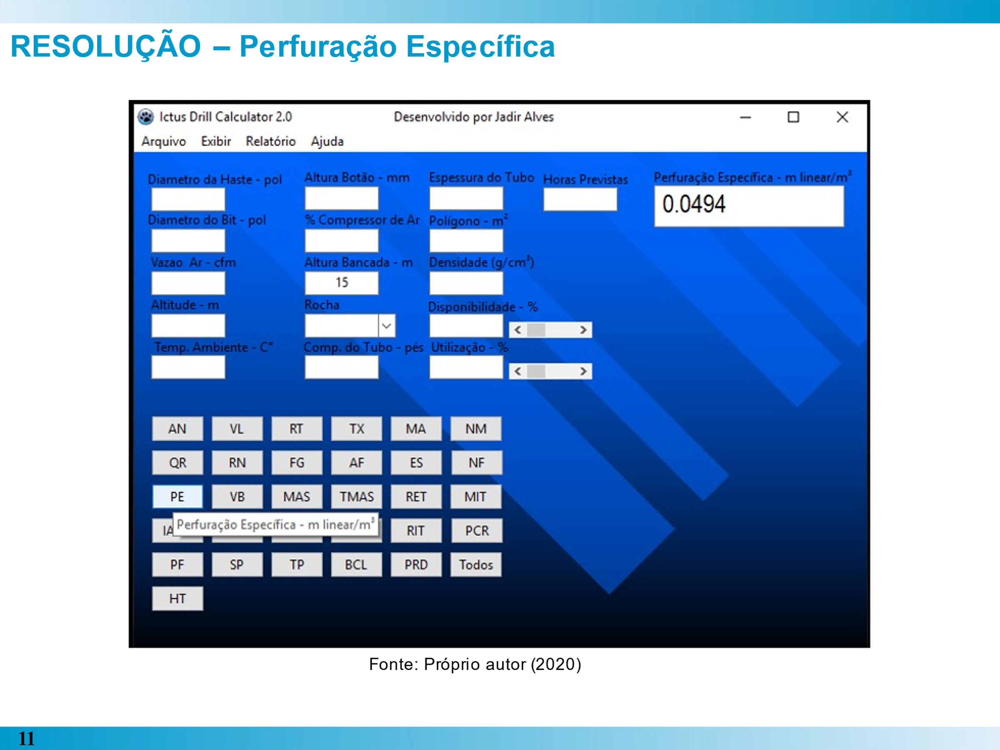 RESOLUÇÃO – Perfuração Específica
Ictus Drill Calculator 2.0
Desenvolvido por Jadir Alves
Arquivo Exibir Relatório Ajuda
Diametro da Haste - pol
Altura Botão - mm
Espessura do Tubo
Horas Previstas
Perfuração Específica - m linear/m³
0.0494
Diametro do Bit - pol
% Compressor de Ar
Polígono - m²
Vazao Ar - cfm
Altura Bancada - m
Densidade (g/cm³)
15
Altitude - m
Rocha
Disponibilidade - %
Temp. Ambiente - C°
Comp. do Tubo - pés
Utilização - %
AN VL RT TX MA NM
QR RN FG AF ES NF
PE VB MAS TMAS RET MIT
Perfuração Específica - m linear/m³
RIT PCR
PF SP TP BCL PRD Todos
HT
Fonte: Próprio autor (2020)
11